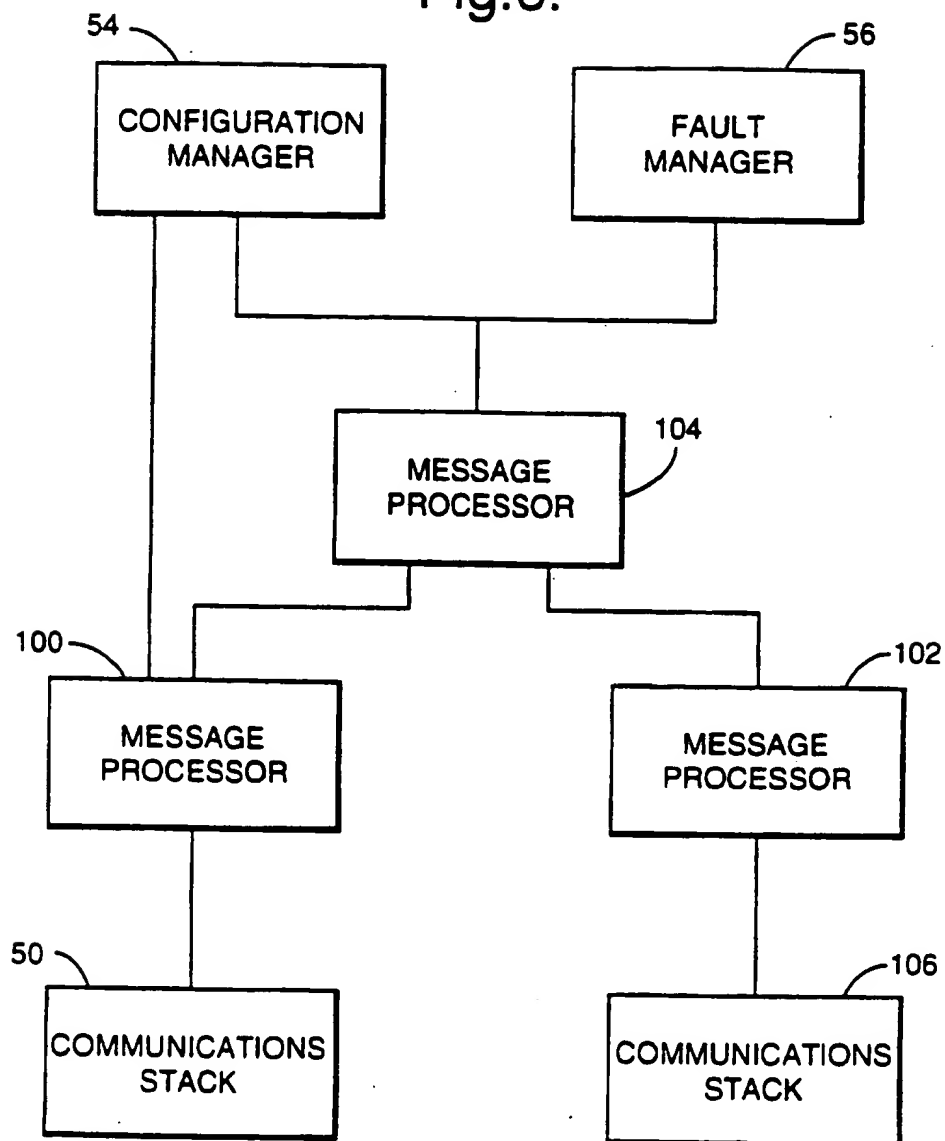 54
56
CONFIGURATION
MANAGER
FAULT
MANAGER
104
MESSAGE
PROCESSOR
100
102
MESSAGE
PROCESSOR
MESSAGE
PROCESSOR
50
106
COMMUNICATIONS
STACK
COMMUNICATIONS
STACK